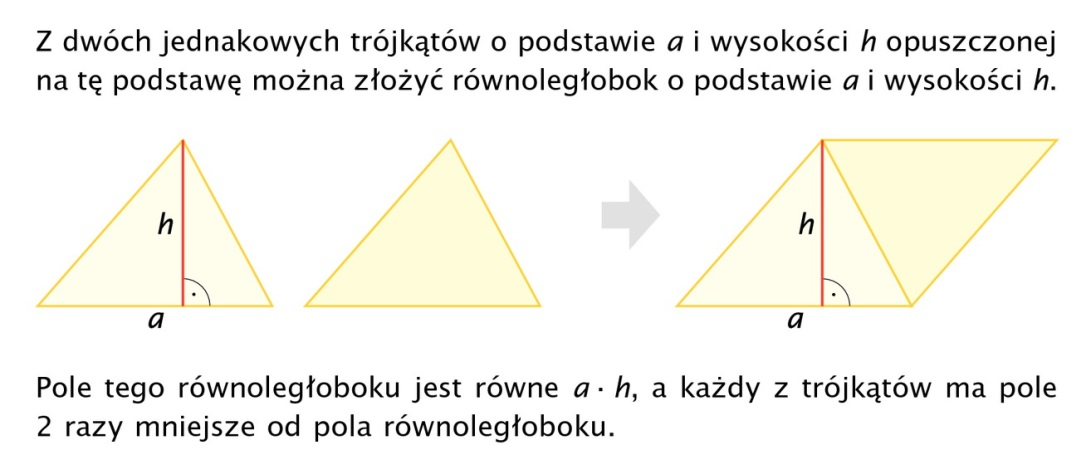 Z dwóch jednakowych trójkątów o podstawie a i wysokości h opuszczonej
na tę podstawę można złożyć równoległobok o podstawie a i wysokości h.
h
a
h
a
Pole tego równoległoboku jest równe a · h, a każdy z trójkątów ma pole
2 razy mniejsze od pola równoległoboku.